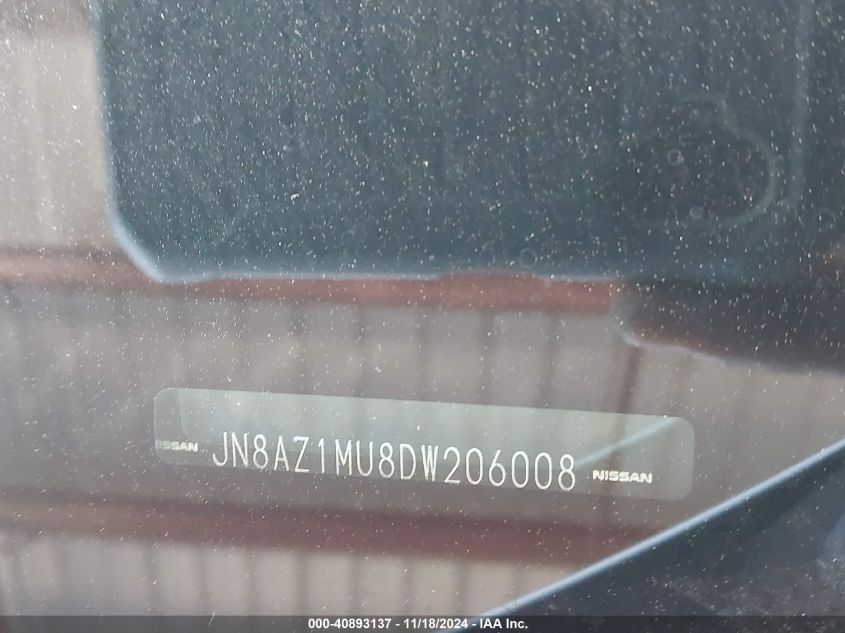 NISSAN JN8AZ1MU8DW206008 NISSAN
000-40893137 - 11/18/2024 - IAA Inc.